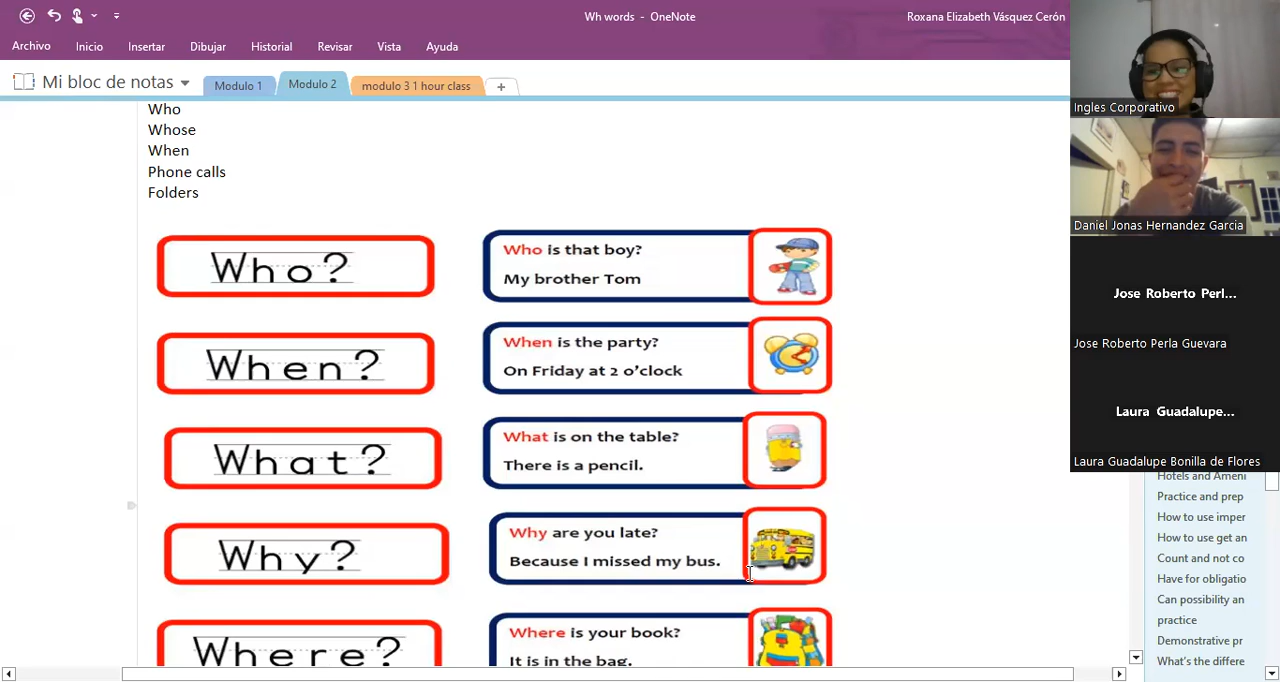 Wh words - OneNote
Roxana Elizabeth Vásquez Cerón
Archivo Inicio Insertar Dibujar Historial Revisar Vista Ayuda
Mi bloc de notas Modulo 1 Modulo 2 modulo 3 1 hour class +
Who
Whose
When
Phone calls
Folders
Who?
Who is that boy?
My brother Tom
When?
When is the party?
On Friday at 2 o'clock
What?
What is on the table?
There is a pencil.
Why?
Why are you late?
Because I missed my bus.
Where?
Where is your book?
It is in the bag.
Ingles Corporativo
Daniel Jonas Hernandez Garcia
Jose Roberto Perl...
Jose Roberto Perla Guevara
Laura Guadalupe...
Laura Guadalupe Bonilla de Flores
Hotels and Ameni
Practice and prep
How to use imper
How to use get an
Count and not co
Have for obligatio
Can possibility an
practice
Demonstrative pr
What's the differe